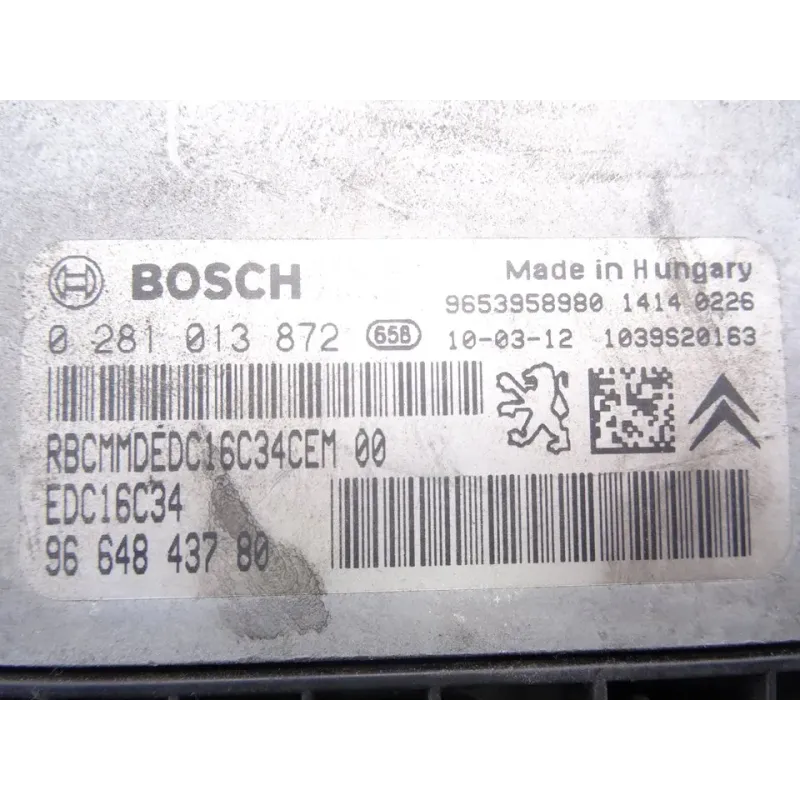 BOSCH
Made in Hungary
9653958980 1414 0226
0 281 013 872 658 10-03-12 1039S20163
RBCMMDEDC16C34CEM 00
EDC16C34
96 648 437 80